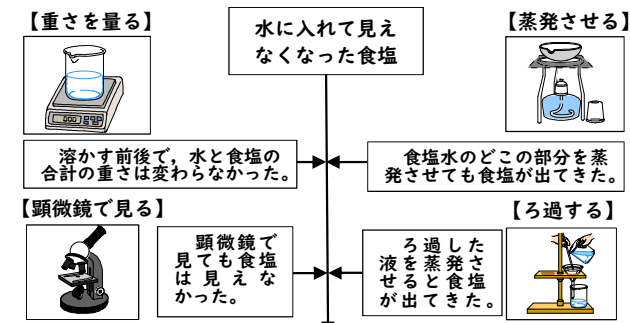 【重さを量る】
水に入れて見え
なくなった食塩
【蒸発させる】
溶かす前後で，水と食塩の
合計の重さは変わらなかった。
食塩水のどこの部分を蒸
発させても食塩が出てきた。
【顕微鏡で見る】
顕微鏡で
見ても食塩
は見えな
かった。
ろ過した
液を蒸発さ
せると食塩
が出てきた。
【ろ過する】